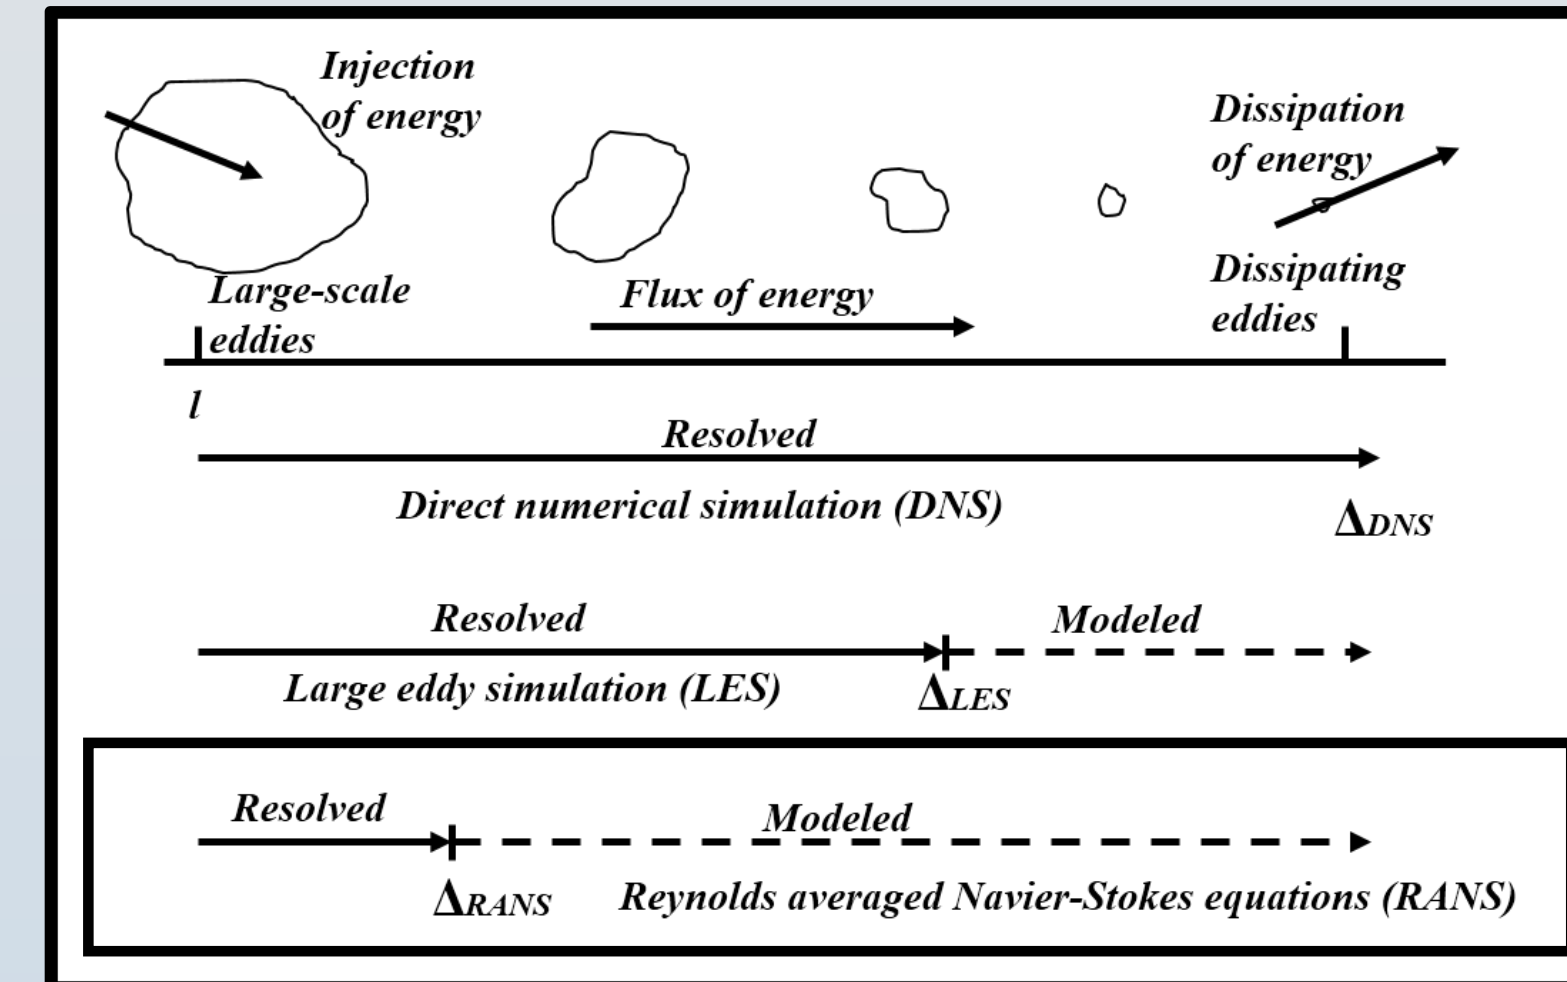 Injection
of energy
Dissipation
of energy
Large-scale
eddies
Flux of energy
Dissipating
eddies
l
Resolved
Direct numerical simulation (DNS)
ΔDNS
Resolved
Modeled
Large eddy simulation (LES)
ΔLES
Resolved
Modeled
ΔRANS
Reynolds averaged Navier-Stokes equations (RANS)